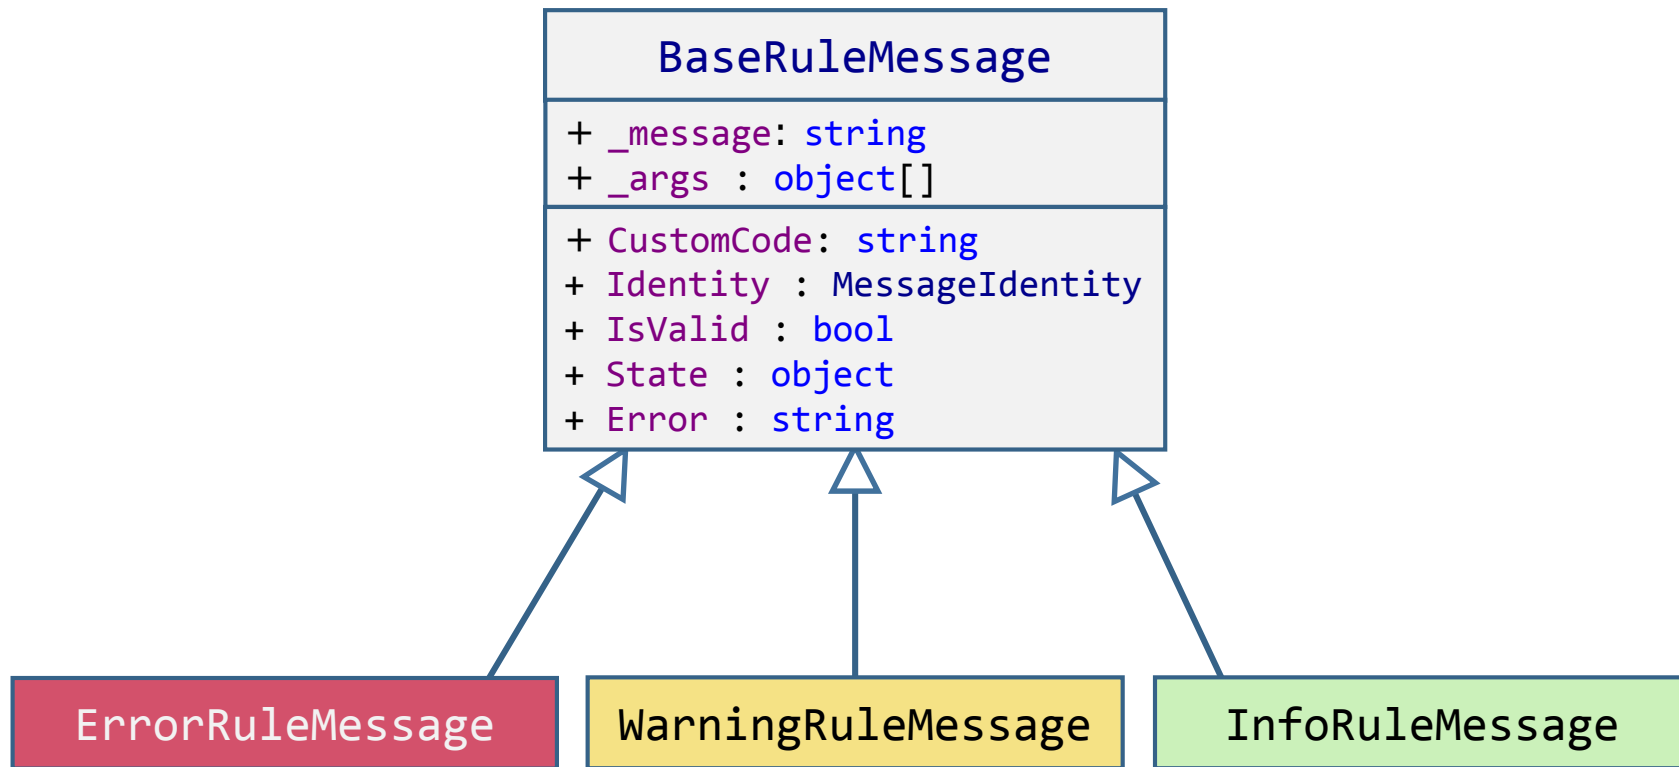 BaseRuleMessage
+ _message: string
+ _args : object[]
+ CustomCode: string
+ Identity : MessageIdentity
+ IsValid : bool
+ State : object
+ Error : string
ErrorRuleMessage
WarningRuleMessage
InfoRuleMessage